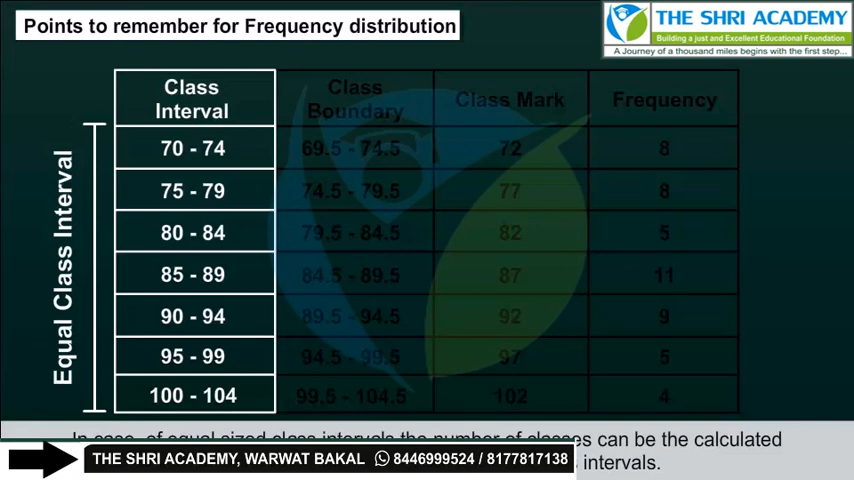 Points to remember for Frequency distribution
THE SHRI ACADEMY
Building a just and Excellent Educational Foundation
A Journey of a thousand miles begins with the first step...
Equal Class Interval
Class Interval Class Boundary Class Mark Frequency
70 - 74 69.5 - 74.5 72 8
75 - 79 74.5 - 79.5 77 8
80 - 84 79.5 - 84.5 82 5
85 - 89 84.5 - 89.5 87 11
90 - 94 89.5 - 94.5 92 9
95 - 99 94.5 - 99.5 97 5
100 - 104 99.5 - 104.5 102 4
In case, of equal sized class intervals the number of classes can be the calculated
intervals.
THE SHRI ACADEMY, WARWAT BAKAL 8446999524 / 8177817138